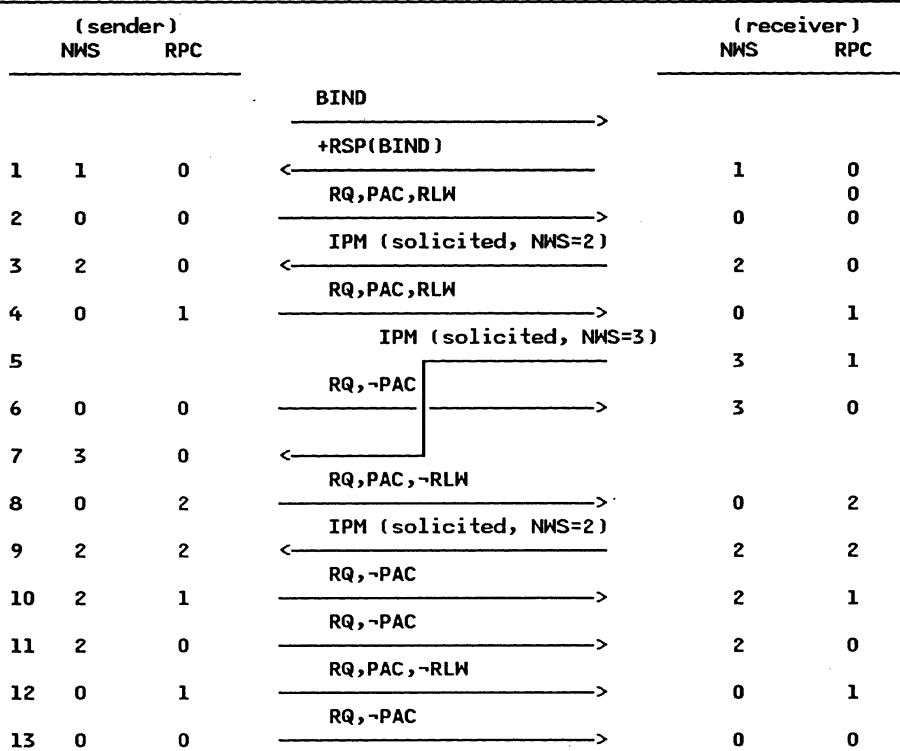 (sender) (receiver)
NWS RPC NWS RPC
BIND
+RSP(BIND)
1 1 0 1 0
RQ,PAC,RLW 0
2 0 0 0 0
IPM (solicited, NWS=2)
3 2 0 2 0
RQ,PAC,RLW
4 0 1 0 1
IPM (solicited, NWS=3)
5 3 1
RQ,¬PAC
6 0 0 3 0
7 3 0
RQ,PAC,¬RLW
8 0 2 0 2
IPM (solicited, NWS=2)
9 2 2 2 2
RQ,¬PAC
10 2 1 2 1
RQ,¬PAC
11 2 0 2 0
RQ,PAC,¬RLW
12 0 1 0 1
RQ,¬PAC
13 0 0 0 0